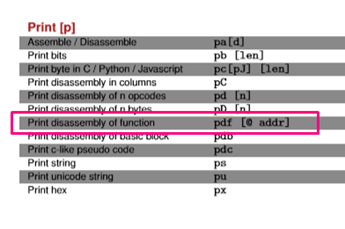 Print [p]
Assemble / Disassemble pa[d]
Print bits pb [len]
Print byte in C / Python / Javascript pc[pJ] [len]
Print disassembly in columns pC
Print disassembly of n opcodes pd [n]
Print disassembly of n bytes pD [n]
Print disassembly of function pdf [@ addr]
Print disassembly of basic block pdb
Print c-like pseudo code pdc
Print string ps
Print unicode string pu
Print hex px